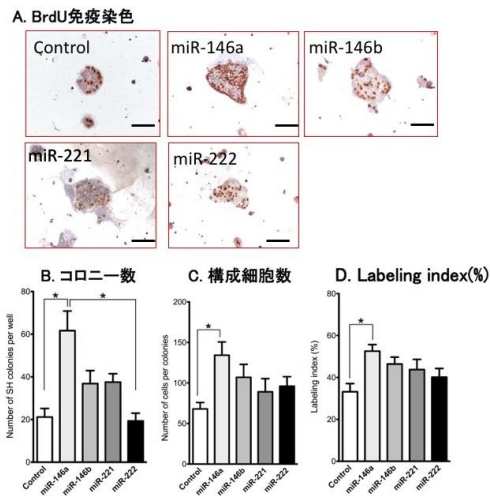 A. BrdU免疫染色
Control
miR-146a
miR-146b
miR-221
miR-222
B. コロニー数
C. 構成細胞数
D. Labeling index(%)
Number of SH colonies per well
80
60
40
20
0
*
*
Control
miR-146a
miR-146b
miR-221
miR-222
Number of cells per colonies
200
150
100
50
0
*
Control
miR-146a
miR-146b
miR-221
miR-222
Labeling index (%)
80
60
40
20
0
*
Control
miR-146a
miR-146b
miR-221
miR-222